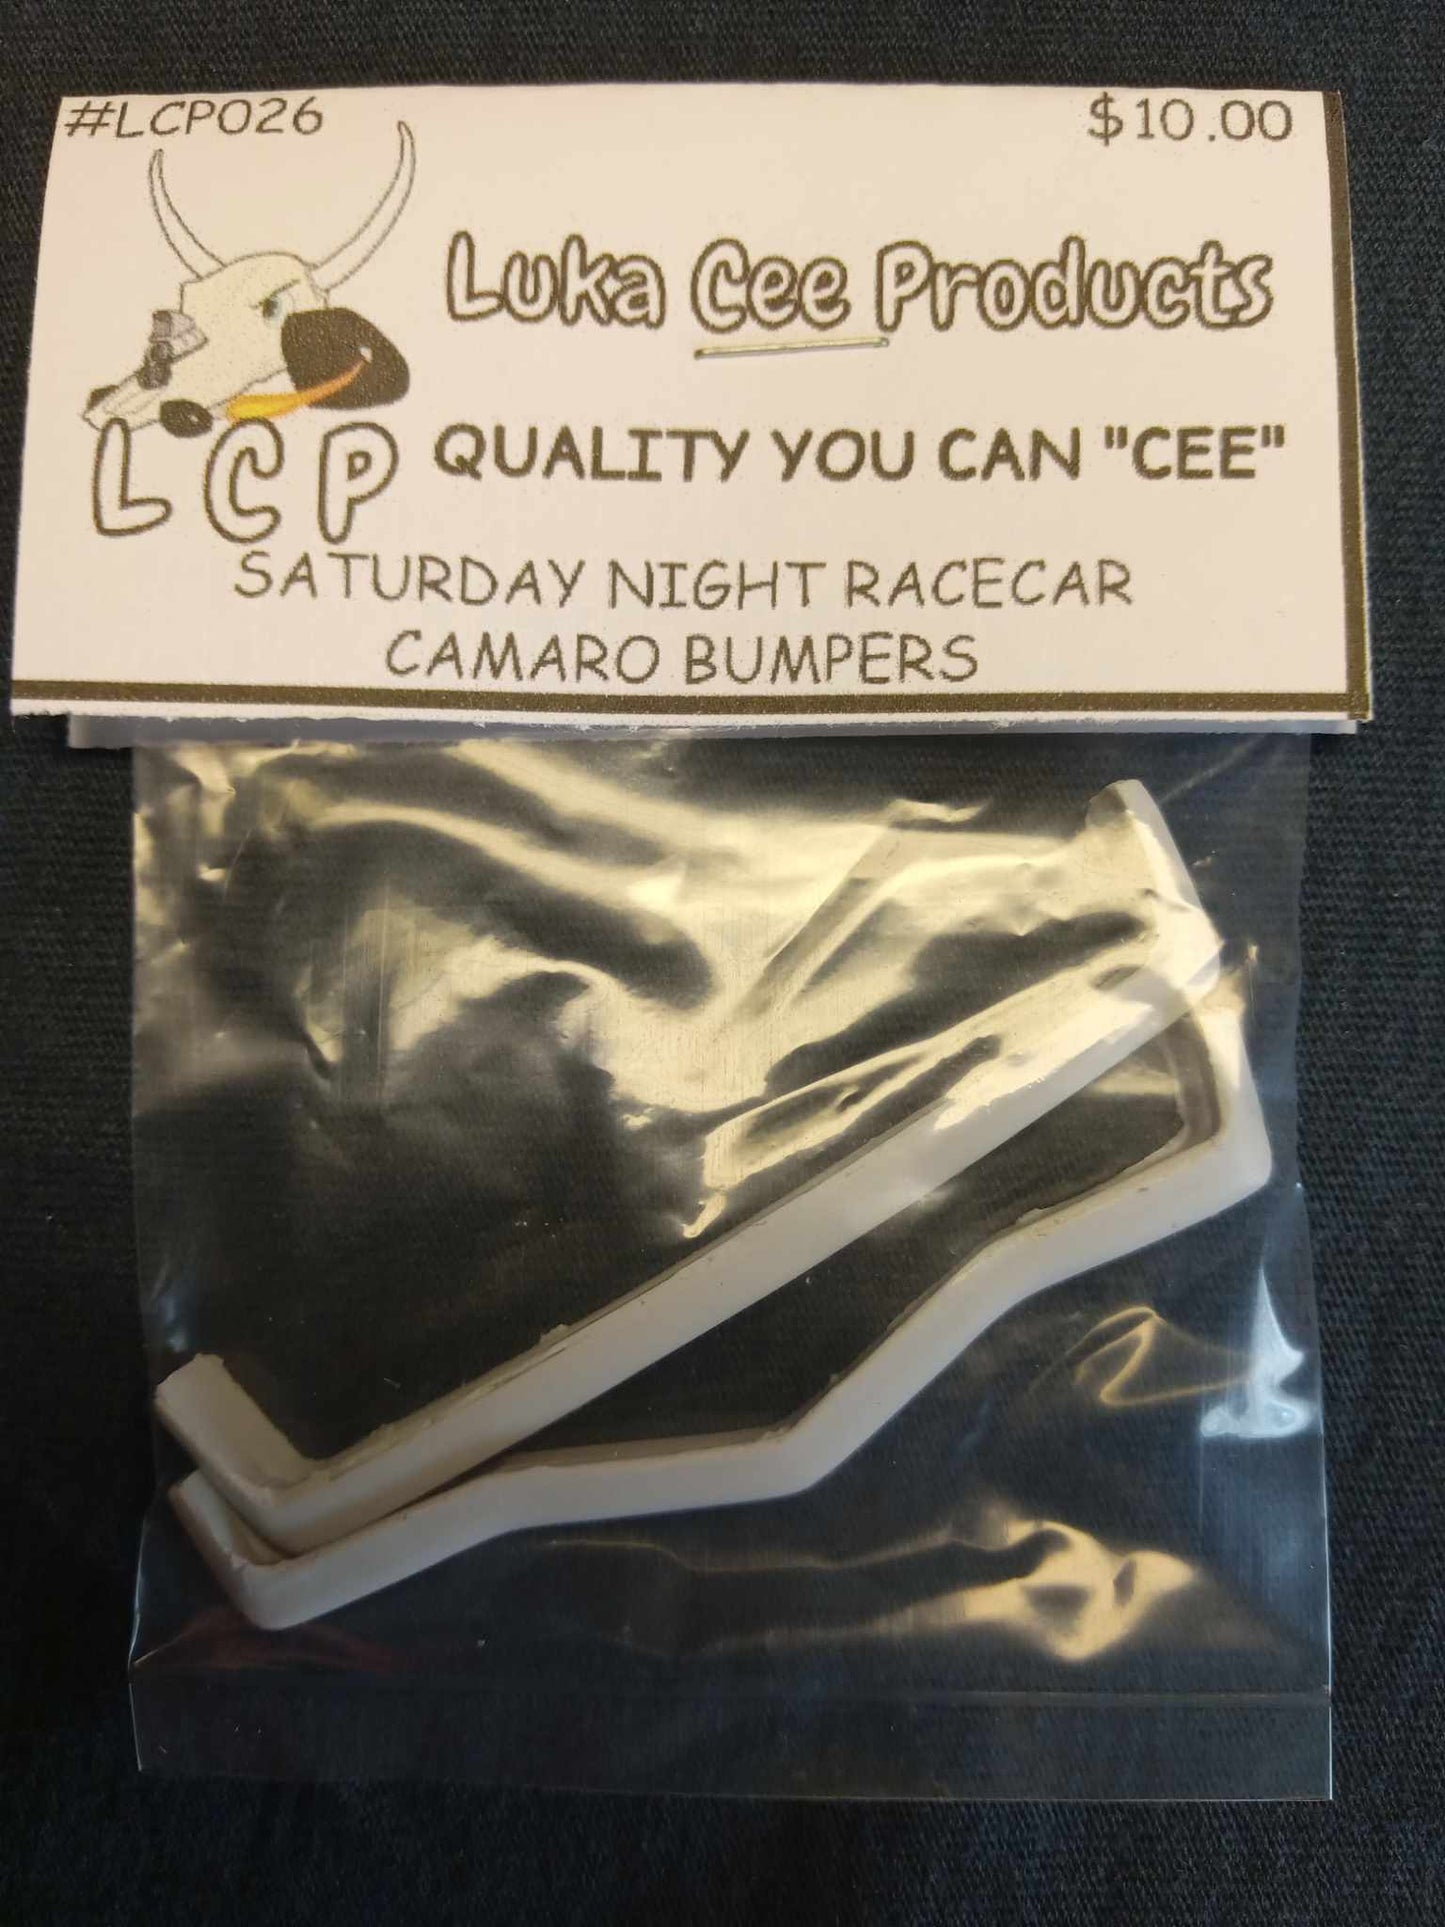 #LCP026
$10.00
Luka Cee Products
LCP
QUALITY YOU CAN "CEE"
SATURDAY NIGHT RACECAR
CAMARO BUMPERS